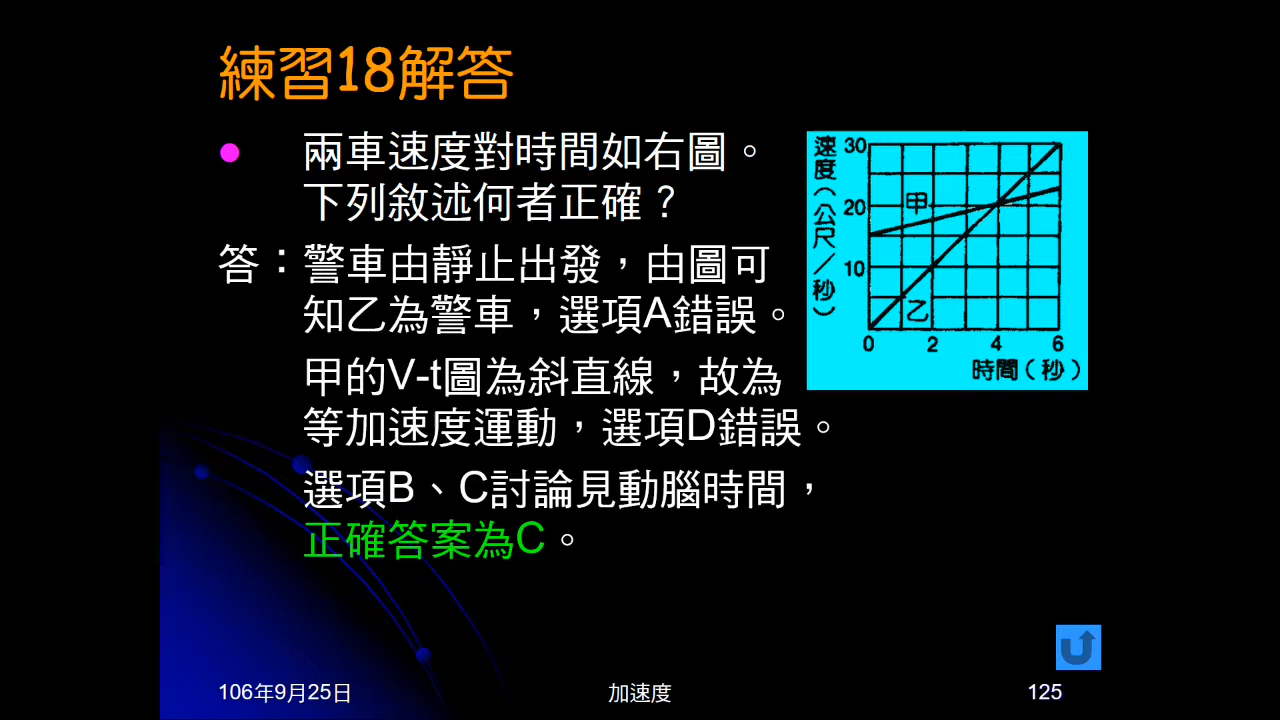 練習18解答
兩車速度對時間如右圖。
下列敘述何者正確？
答：警車由靜止出發，由圖可
知乙為警車，選項A錯誤。
甲的V-t圖為斜直線，故為
等加速度運動，選項D錯誤。
選項B、C討論見動腦時間，
正確答案為C。
速度（公尺／秒）
30
20
10
甲
乙
0 2 4 6
時間（秒）
106年9月25日
加速度
125